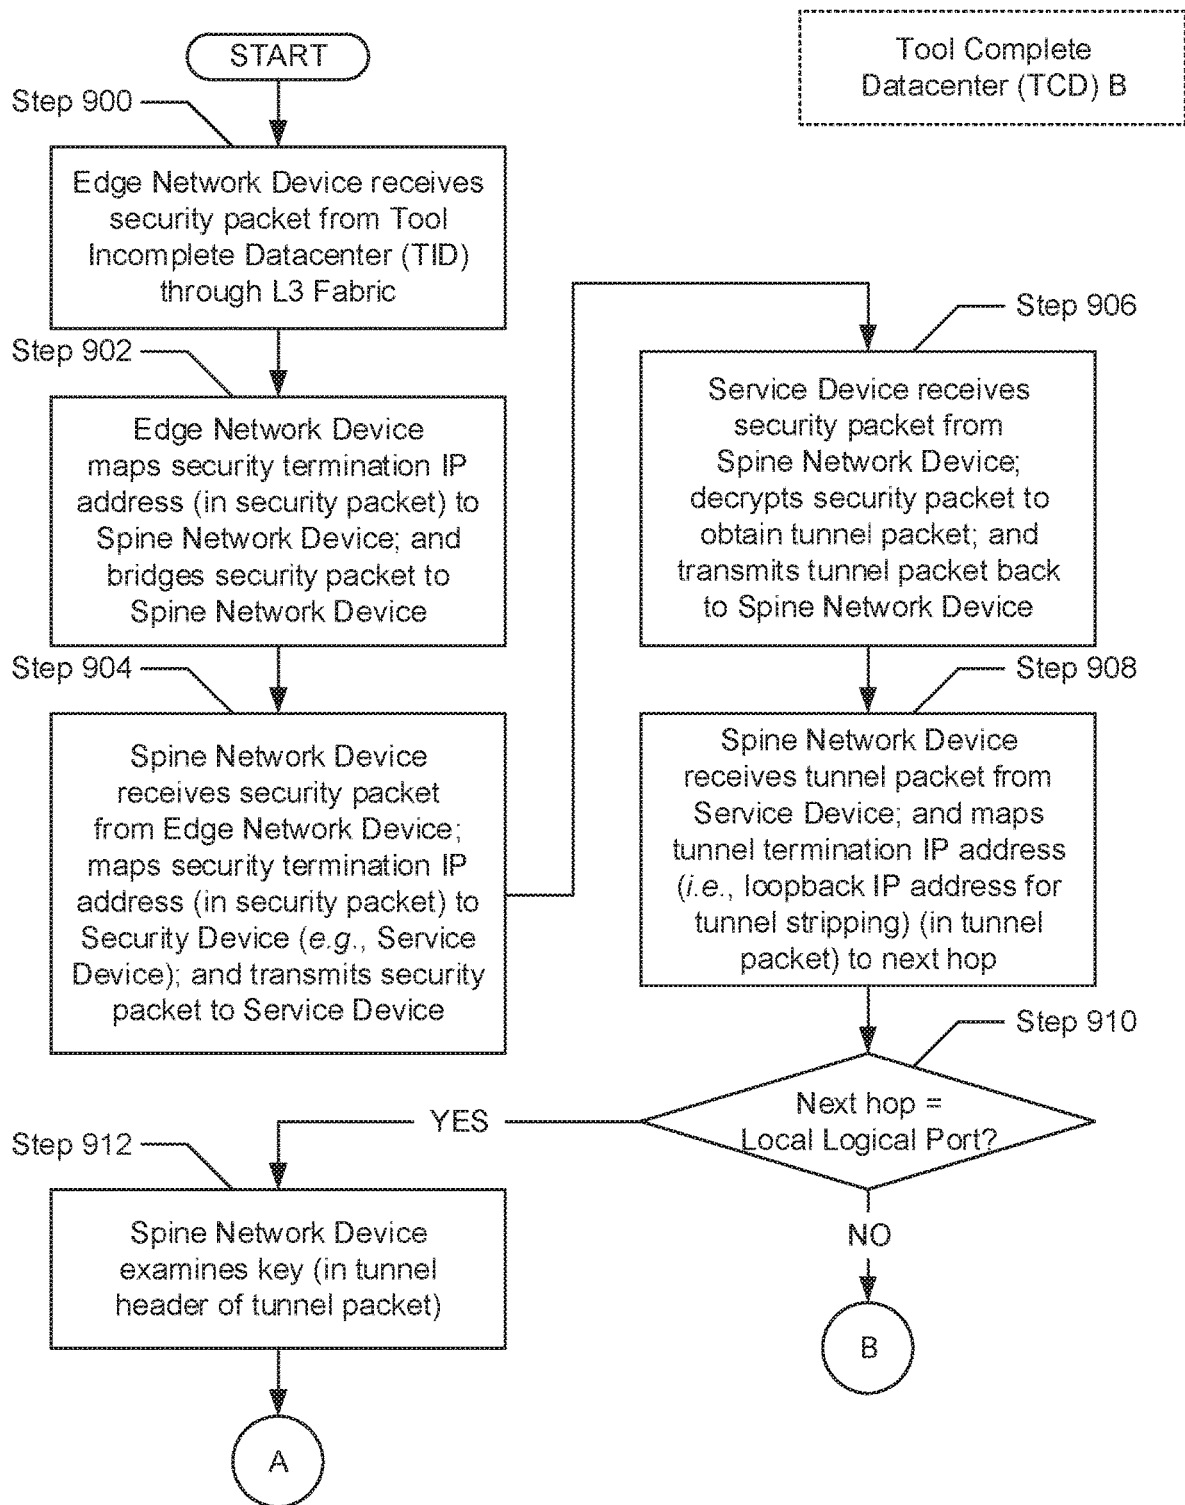 START
Tool Complete
Datacenter (TCD) B
Step 900
Edge Network Device receives
security packet from Tool
Incomplete Datacenter (TID)
through L3 Fabric
Step 902
Edge Network Device
maps security termination IP
address (in security packet) to
Spine Network Device; and
bridges security packet to
Spine Network Device
Step 904
Spine Network Device
receives security packet
from Edge Network Device;
maps security termination IP
address (in security packet) to
Security Device (e.g., Service
Device); and transmits security
packet to Service Device
Step 906
Service Device receives
security packet from
Spine Network Device;
decrypts security packet to
obtain tunnel packet; and
transmits tunnel packet back
to Spine Network Device
Step 908
Spine Network Device
receives tunnel packet from
Service Device; and maps
tunnel termination IP address
(i.e., loopback IP address for
tunnel stripping) (in tunnel
packet) to next hop
Step 910
Next hop =
Local Logical Port?
YES
NO
Step 912
Spine Network Device
examines key (in tunnel
header of tunnel packet)
B
A